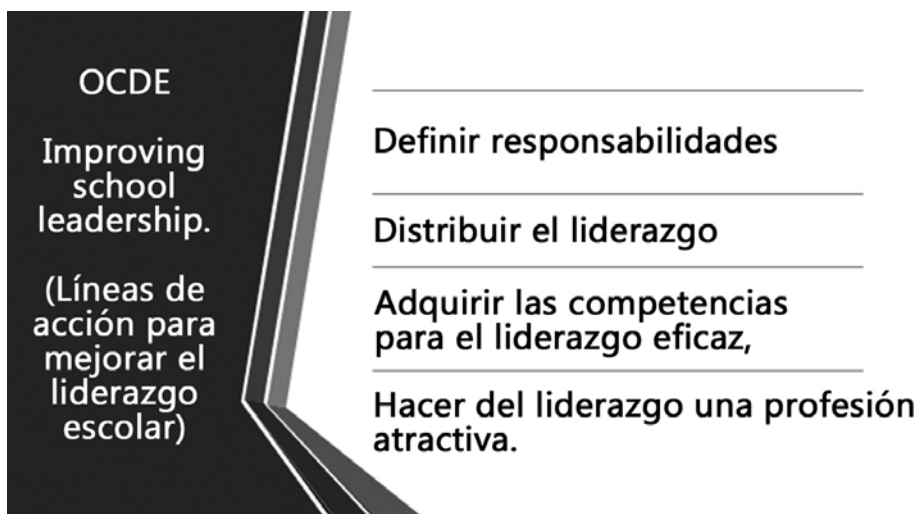 OCDE
Improving
school
leadership.
(Líneas de
acción para
mejorar el
liderazgo
escolar)
Definir responsabilidades
Distribuir el liderazgo
Adquirir las competencias
para el liderazgo eficaz,
Hacer del liderazgo una profesión
atractiva.